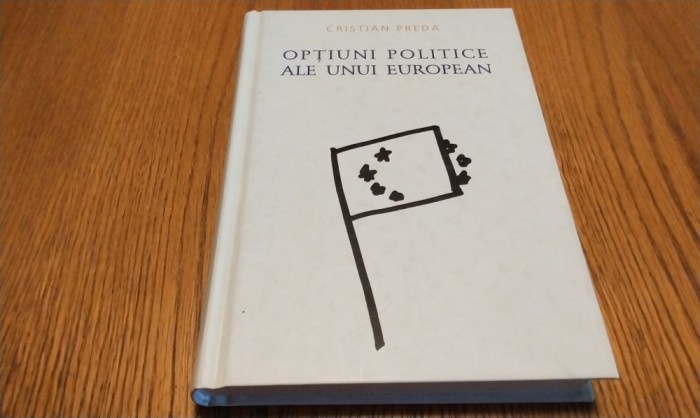 CRISTIAN PREDA
OPȚIUNI POLITICE
ALE UNUI EUROPEAN